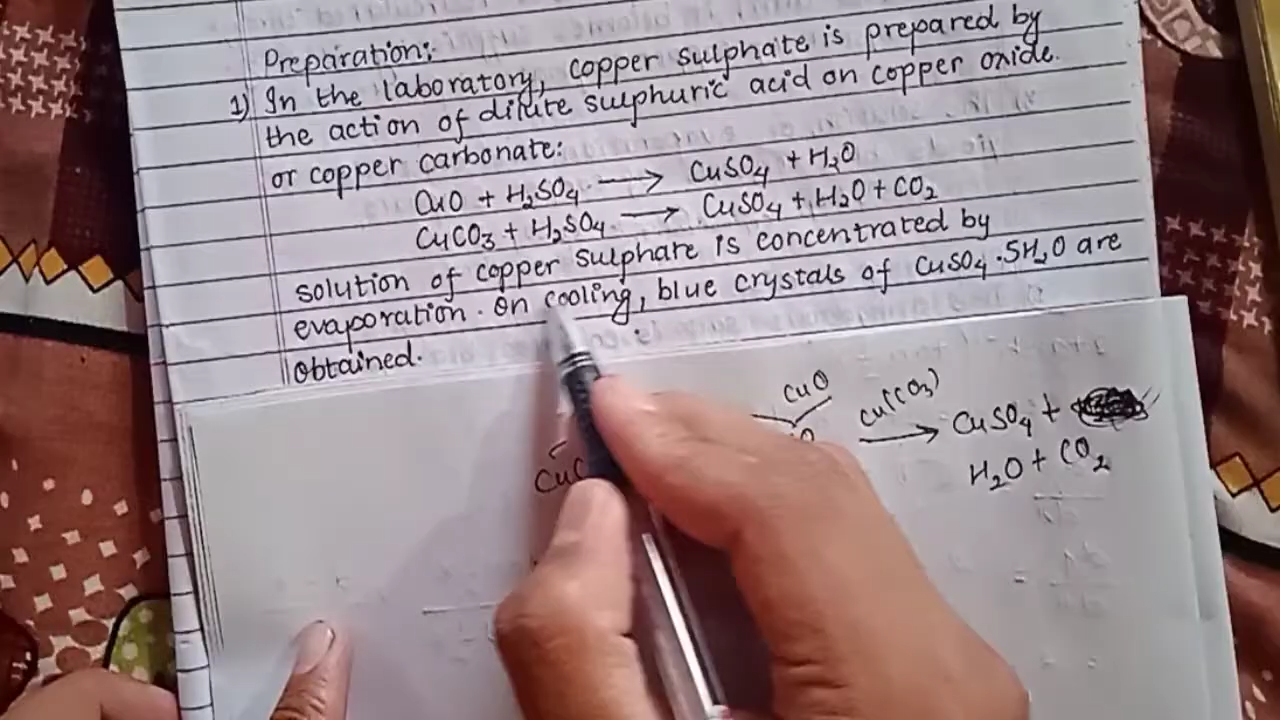 Preparation:-
1) In the laboratory, copper sulphate is prepared by
the action of dilute sulphuric acid on copper oxide.
or copper carbonate:
CuO + H₂SO₄ → CuSO₄ + H₂O
CuCO₃ + H₂SO₄ → CuSO₄ + H₂O + CO₂
solution of copper sulphare is concentrated by
evaporation. On cooling, blue crystals of CuSO₄.5H₂O are
obtained.
CuO
Cu(CO₃)
→ CuSO₄ +
H₂O + CO₂